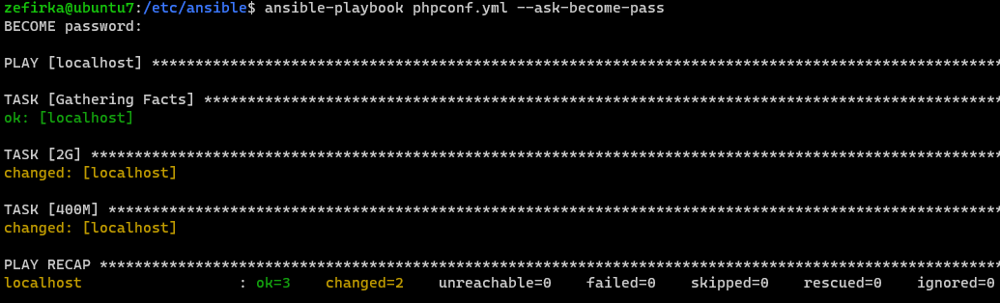 zefirka@ubuntu7:/etc/ansible$ ansible-playbook phpconf.yml --ask-become-pass
BECOME password:
PLAY [localhost] *************************************************************************************************
TASK [Gathering Facts] *******************************************************************************************
ok: [localhost]
TASK [2G] ********************************************************************************************************
changed: [localhost]
TASK [400M] ******************************************************************************************************
changed: [localhost]
PLAY RECAP *******************************************************************************************************
localhost                  : ok=3    changed=2    unreachable=0    failed=0    skipped=0    rescued=0    ignored=0